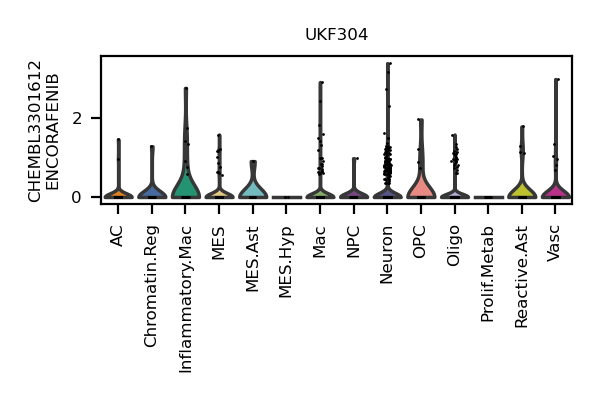 UKF304
CHEMBL3301612
ENCORAFENIB
2
0
AC
Chromatin.Reg
Inflammatory.Mac
MES
MES.Ast
MES.Hyp
Mac
NPC
Neuron
OPC
Oligo
Prolif.Metab
Reactive.Ast
Vasc